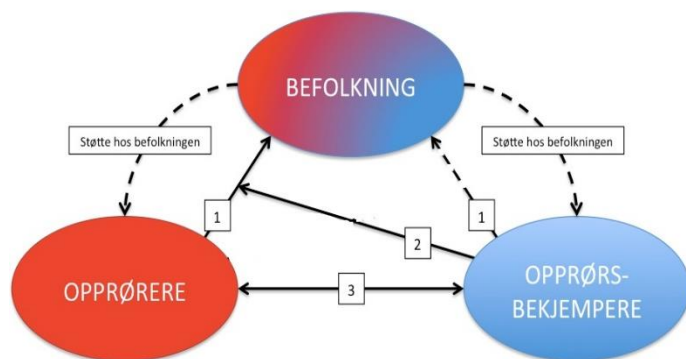 BEFOLKNING
Støtte hos befolkningen
Støtte hos befolkningen
1
1
2
OPPRØRERE
3
OPPRØRS-
BEKJEMPERE